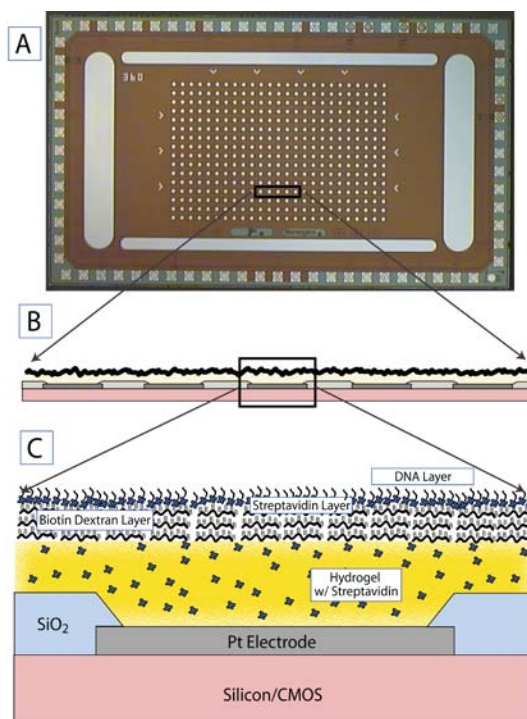 A
360
B
C
DNA Layer
Streptavidin Layer
Biotin Dextran Layer
Hydrogel
w/ Streptavidin
SiO2
Pt Electrode
Silicon/CMOS